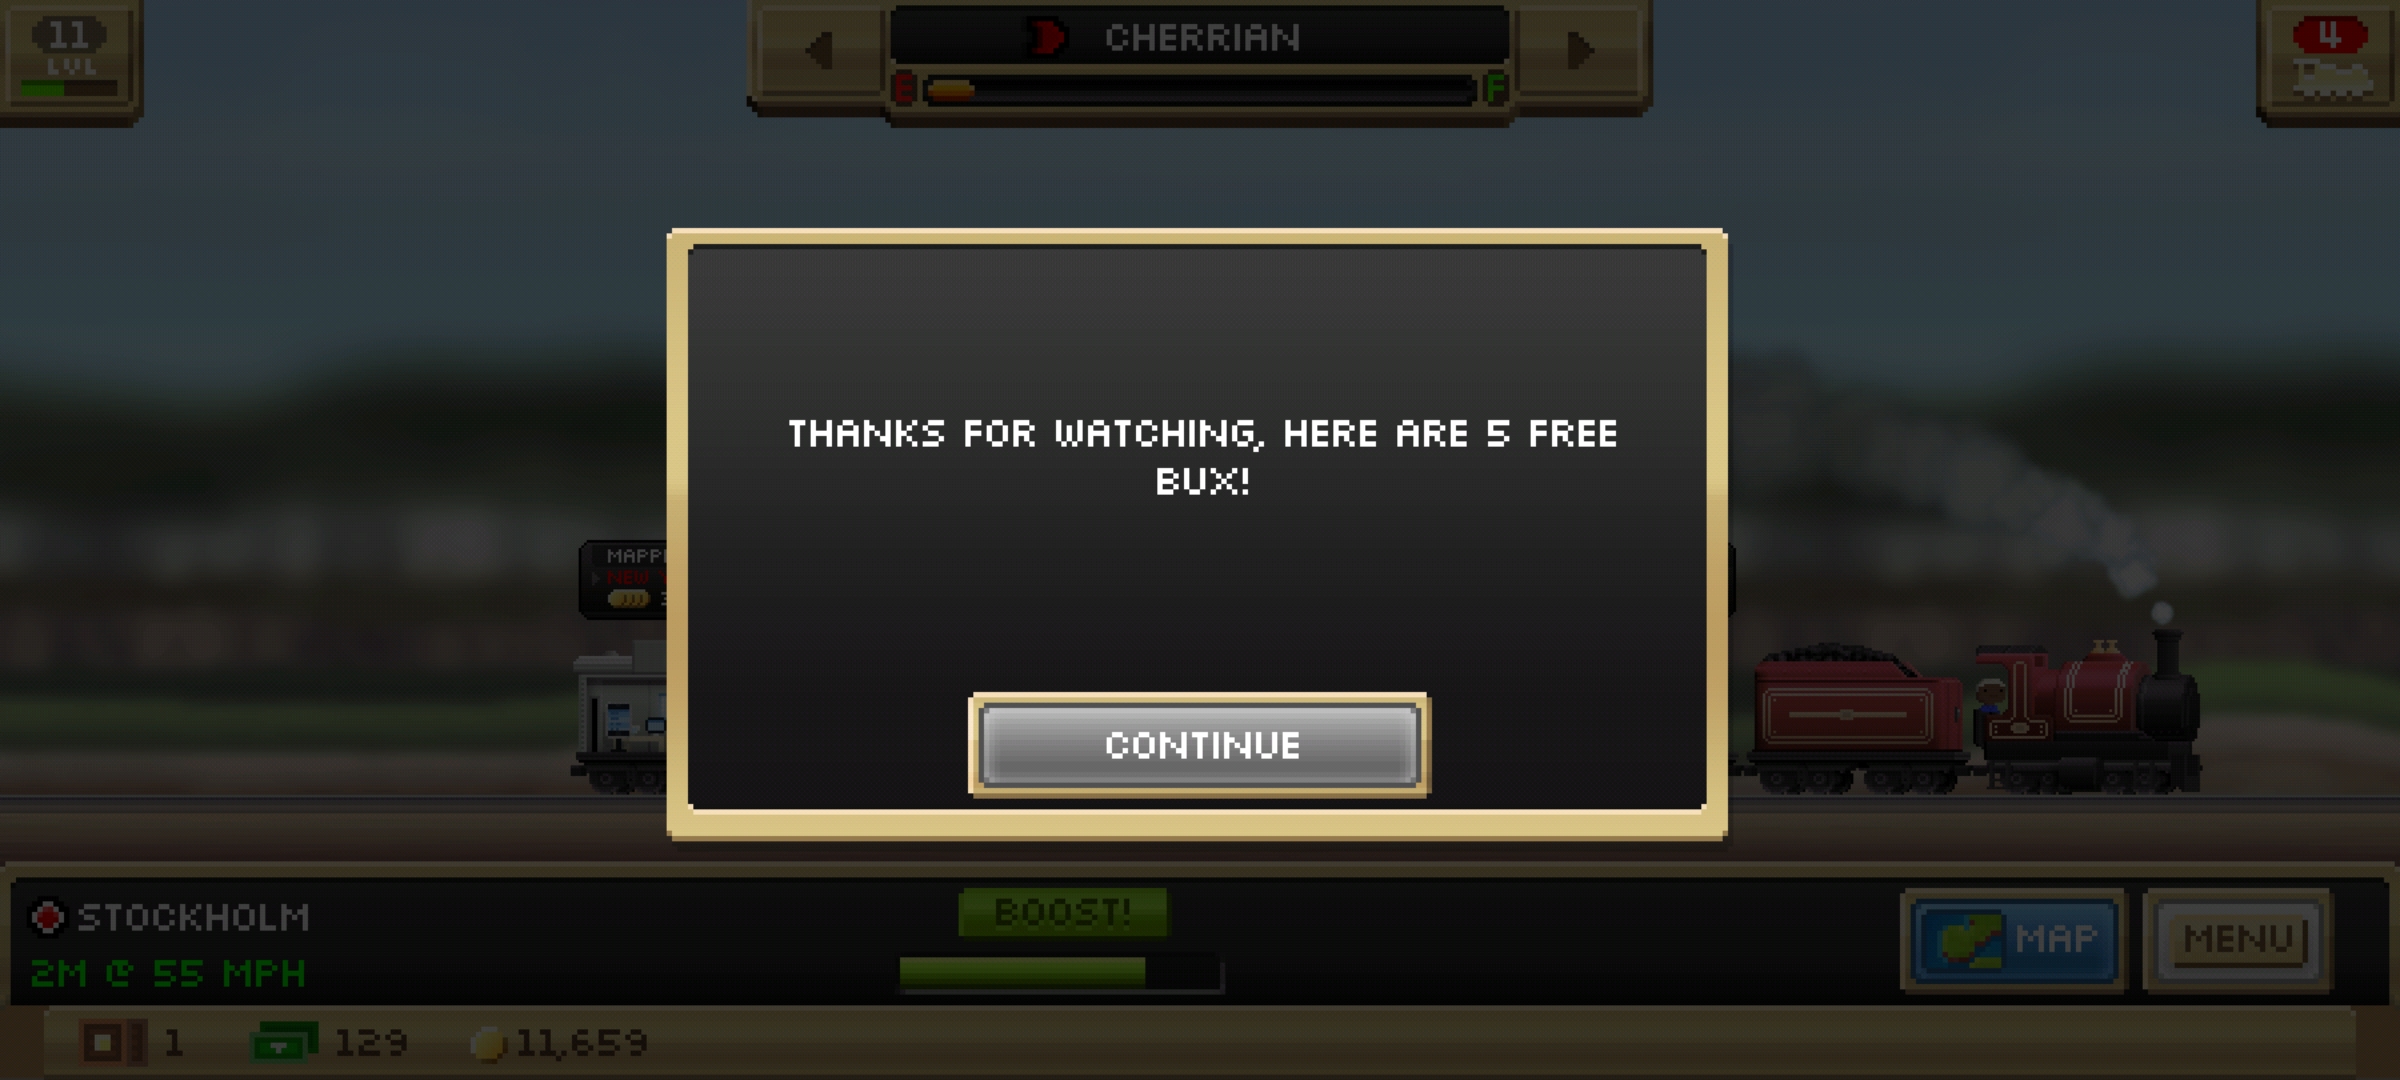 11
LVL
CHERRIAN
E
F
4
THANKS FOR WATCHING, HERE ARE 5 FREE
BUX!
NEW
CONTINUE
STOCKHOLM
2M @ 55 MPH
BOOST!
MAP
MENU
1
129
11,659